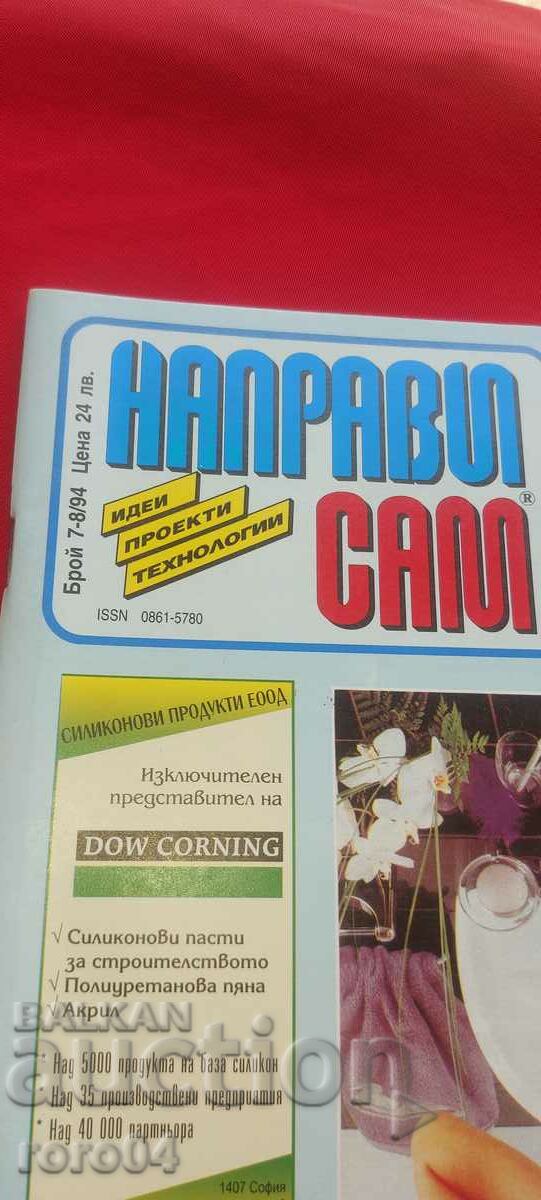 Брой 7-8/94 Цена 24 лв.
НАПРАВИ
САМ®
ИДЕИ
ПРОЕКТИ
ТЕХНОЛОГИИ
ISSN 0861-5780
СИЛИКОНОВИ ПРОДУКТИ ЕООД
Изключителен
представител на
DOW CORNING
√ Силиконови пасти
за строителството
√ Полиуретанова пяна
√ Акрил
* Над 5000 продукта на база силикон
* Над 35 производствени предприятия
* Над 40 000 партньора
1407 София
BALKAN
auction
roro04